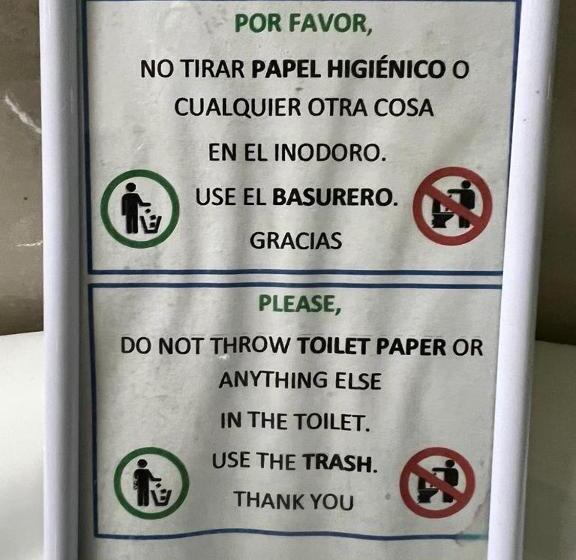 POR FAVOR,
NO TIRAR PAPEL HIGIÉNICO O
CUALQUIER OTRA COSA
EN EL INODORO.
USE EL BASURERO.
GRACIAS
PLEASE,
DO NOT THROW TOILET PAPER OR
ANYTHING ELSE
IN THE TOILET.
USE THE TRASH.
THANK YOU